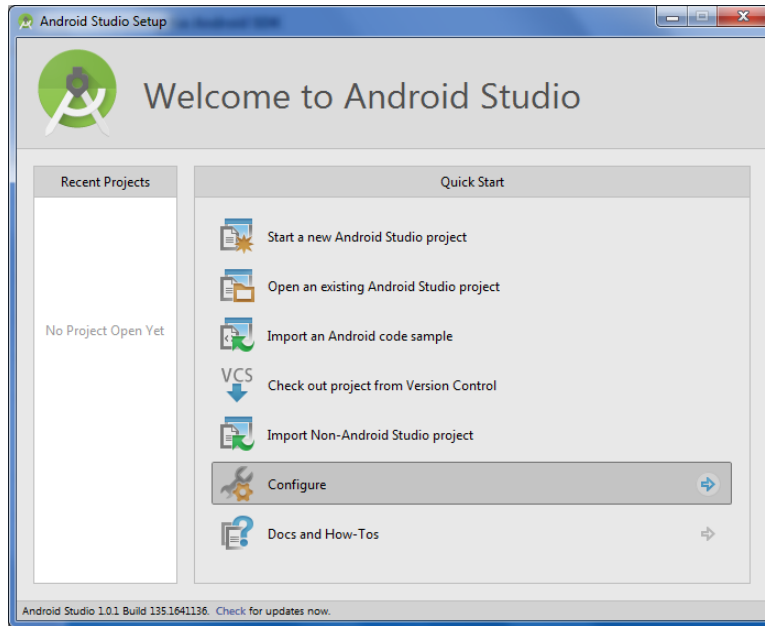 Android Studio Setup
Welcome to Android Studio
Recent Projects
Quick Start
Start a new Android Studio project
Open an existing Android Studio project
No Project Open Yet
Import an Android code sample
VCS
Check out project from Version Control
Import Non-Android Studio project
Configure
Docs and How-Tos
Android Studio 1.0.1 Build 135.1641136. Check for updates now.